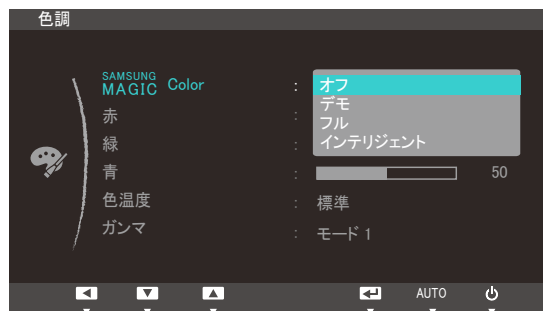 色調
SAMSUNG
MAGIC Color : オフ
デモ
赤 :
フル
緑 : インテリジェント
青 : 50
色温度 : 標準
ガンマ : モード 1
AUTO